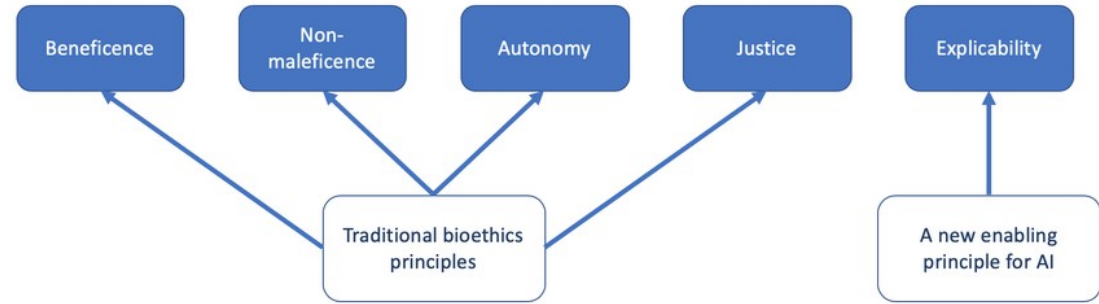 Beneficence
Non-
maleficence
Autonomy
Justice
Explicability
Traditional bioethics
principles
A new enabling
principle for AI